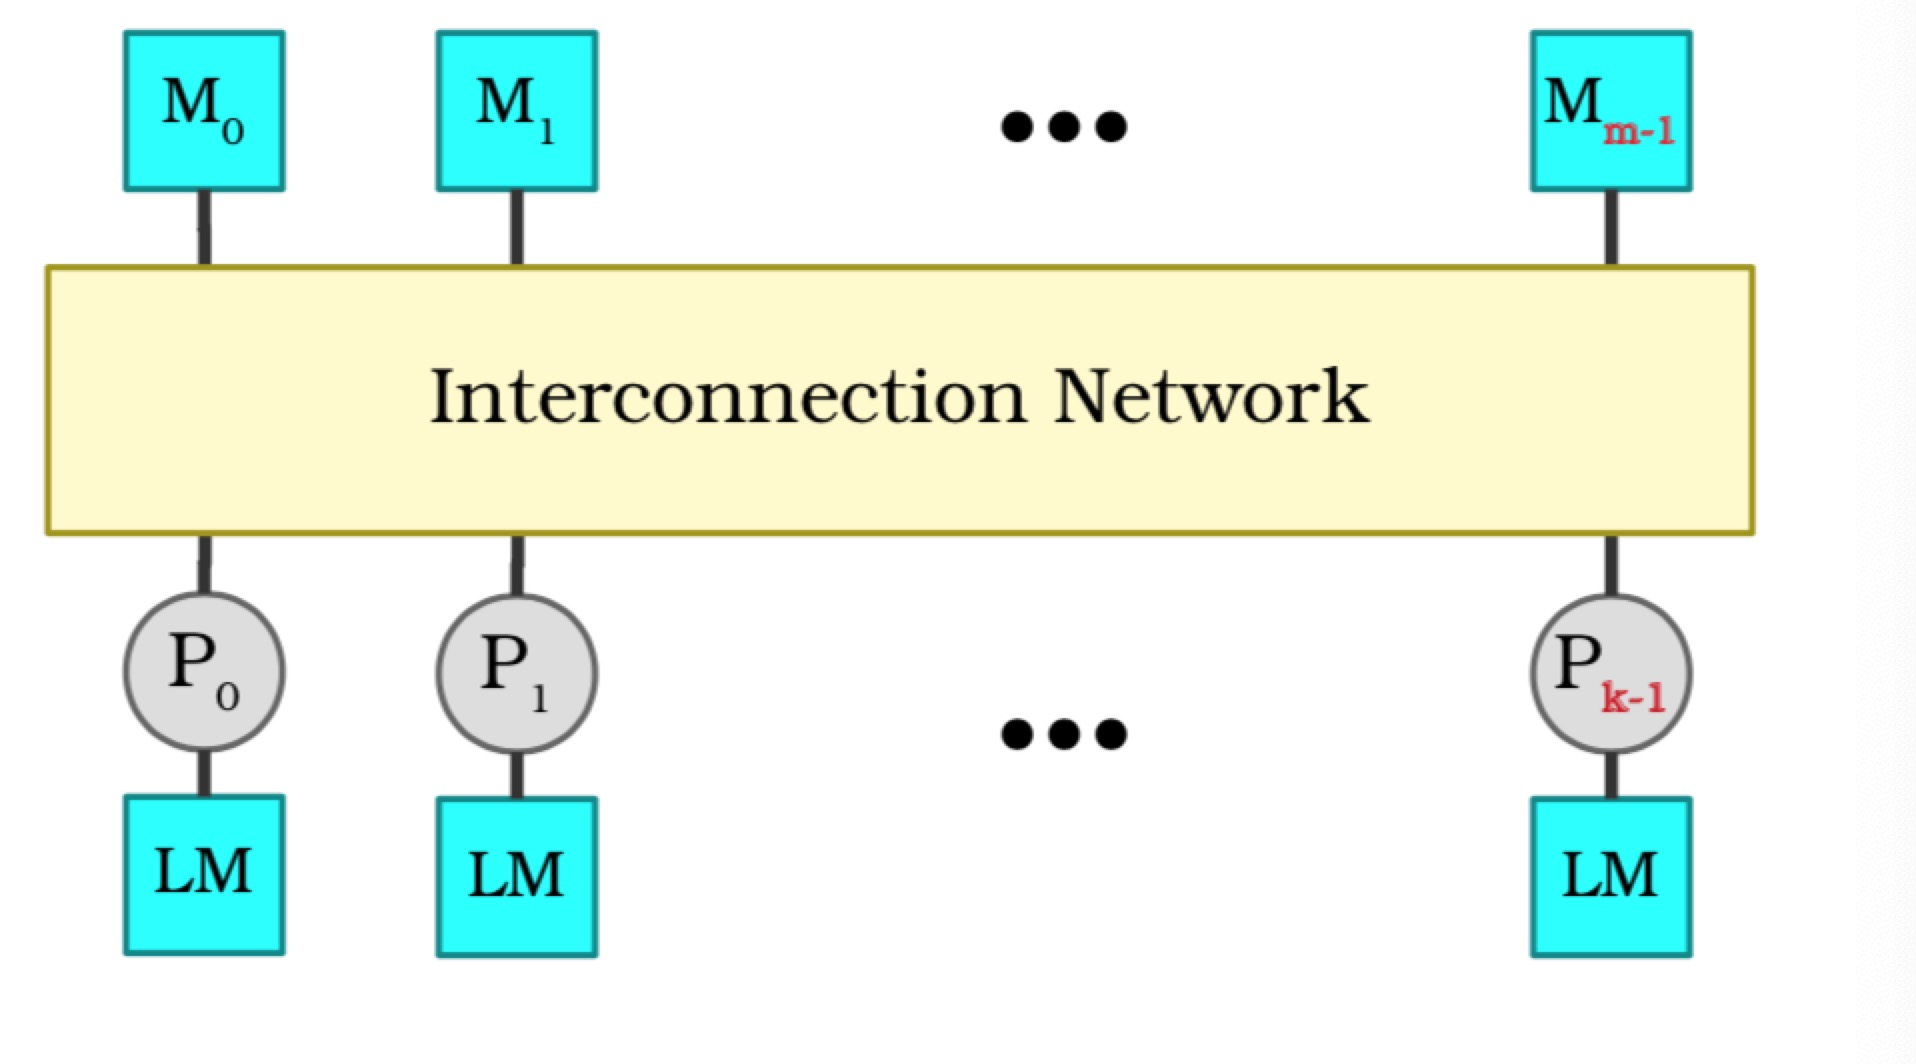 M0 M1 Mm-1
Interconnection Network
P0 P1 Pk-1
LM LM LM